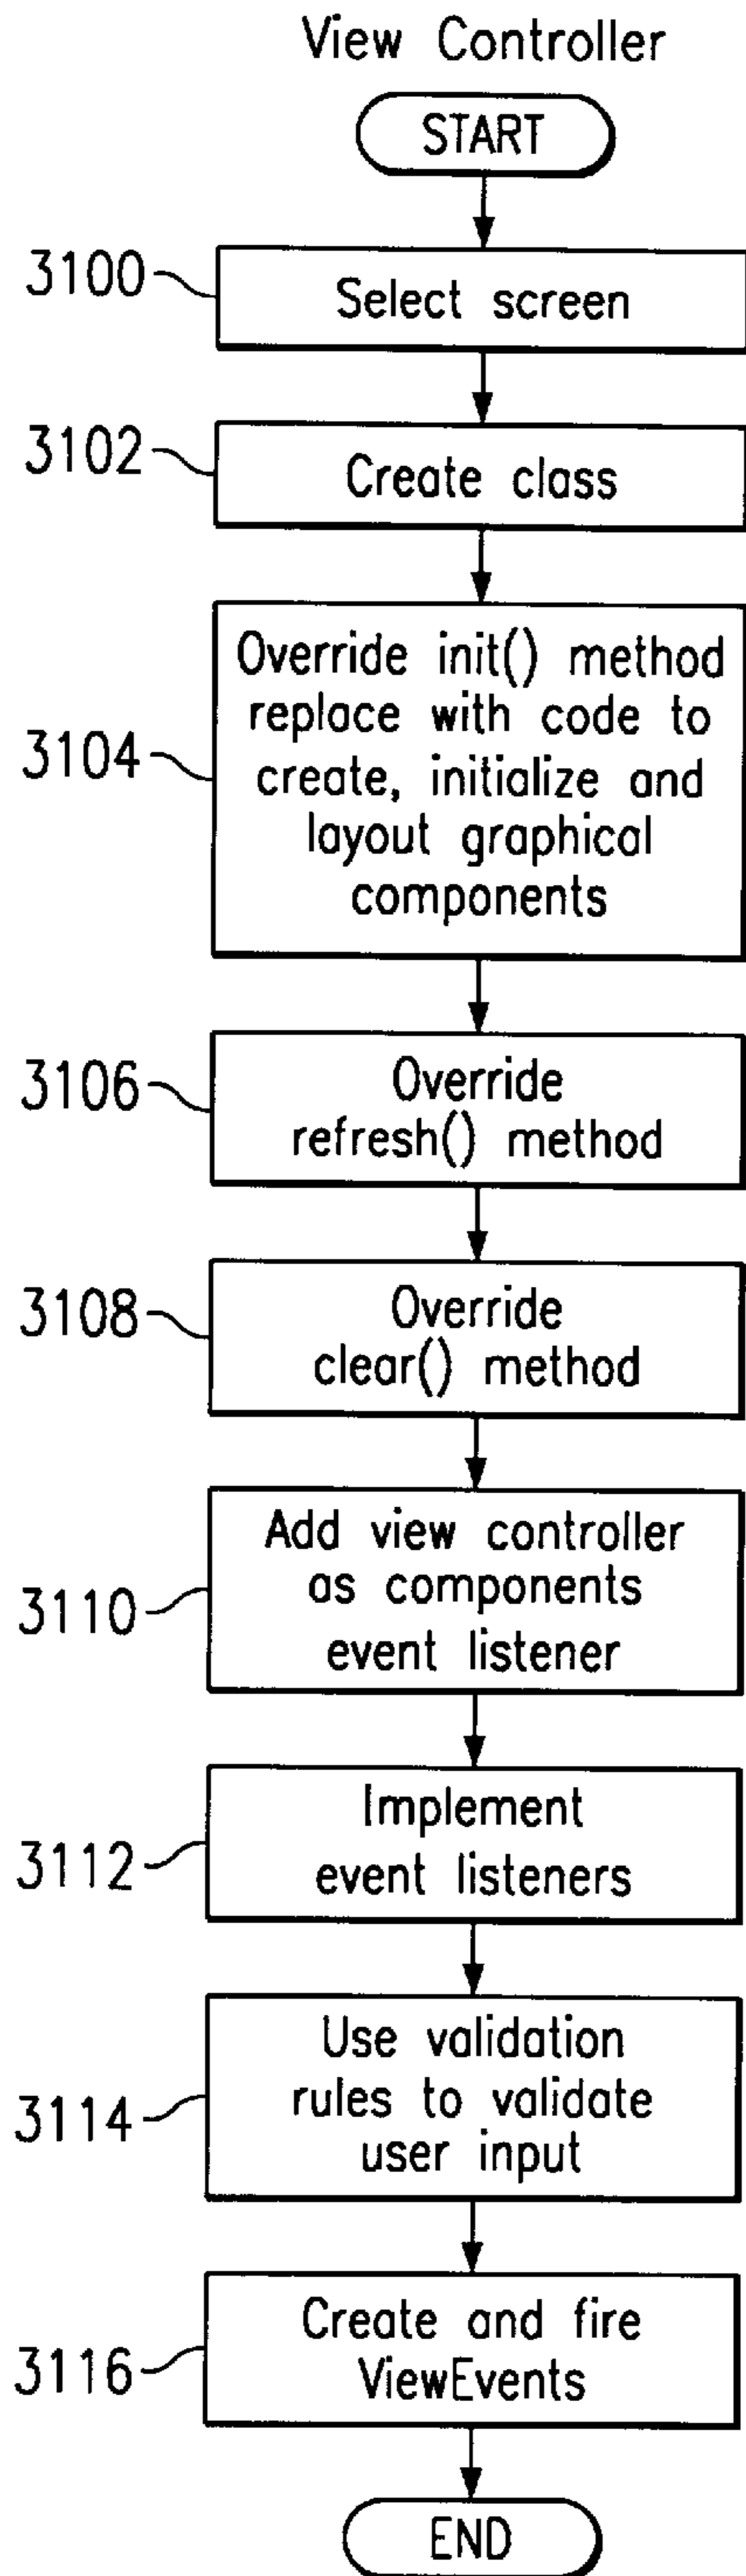 View Controller
START
3100
Select screen
3102
Create class
3104
Override init() method
replace with code to
create, initialize and
layout graphical
components
3106
Override
refresh() method
3108
Override
clear() method
3110
Add view controller
as components
event listener
3112
Implement
event listeners
3114
Use validation
rules to validate
user input
3116
Create and fire
ViewEvents
END